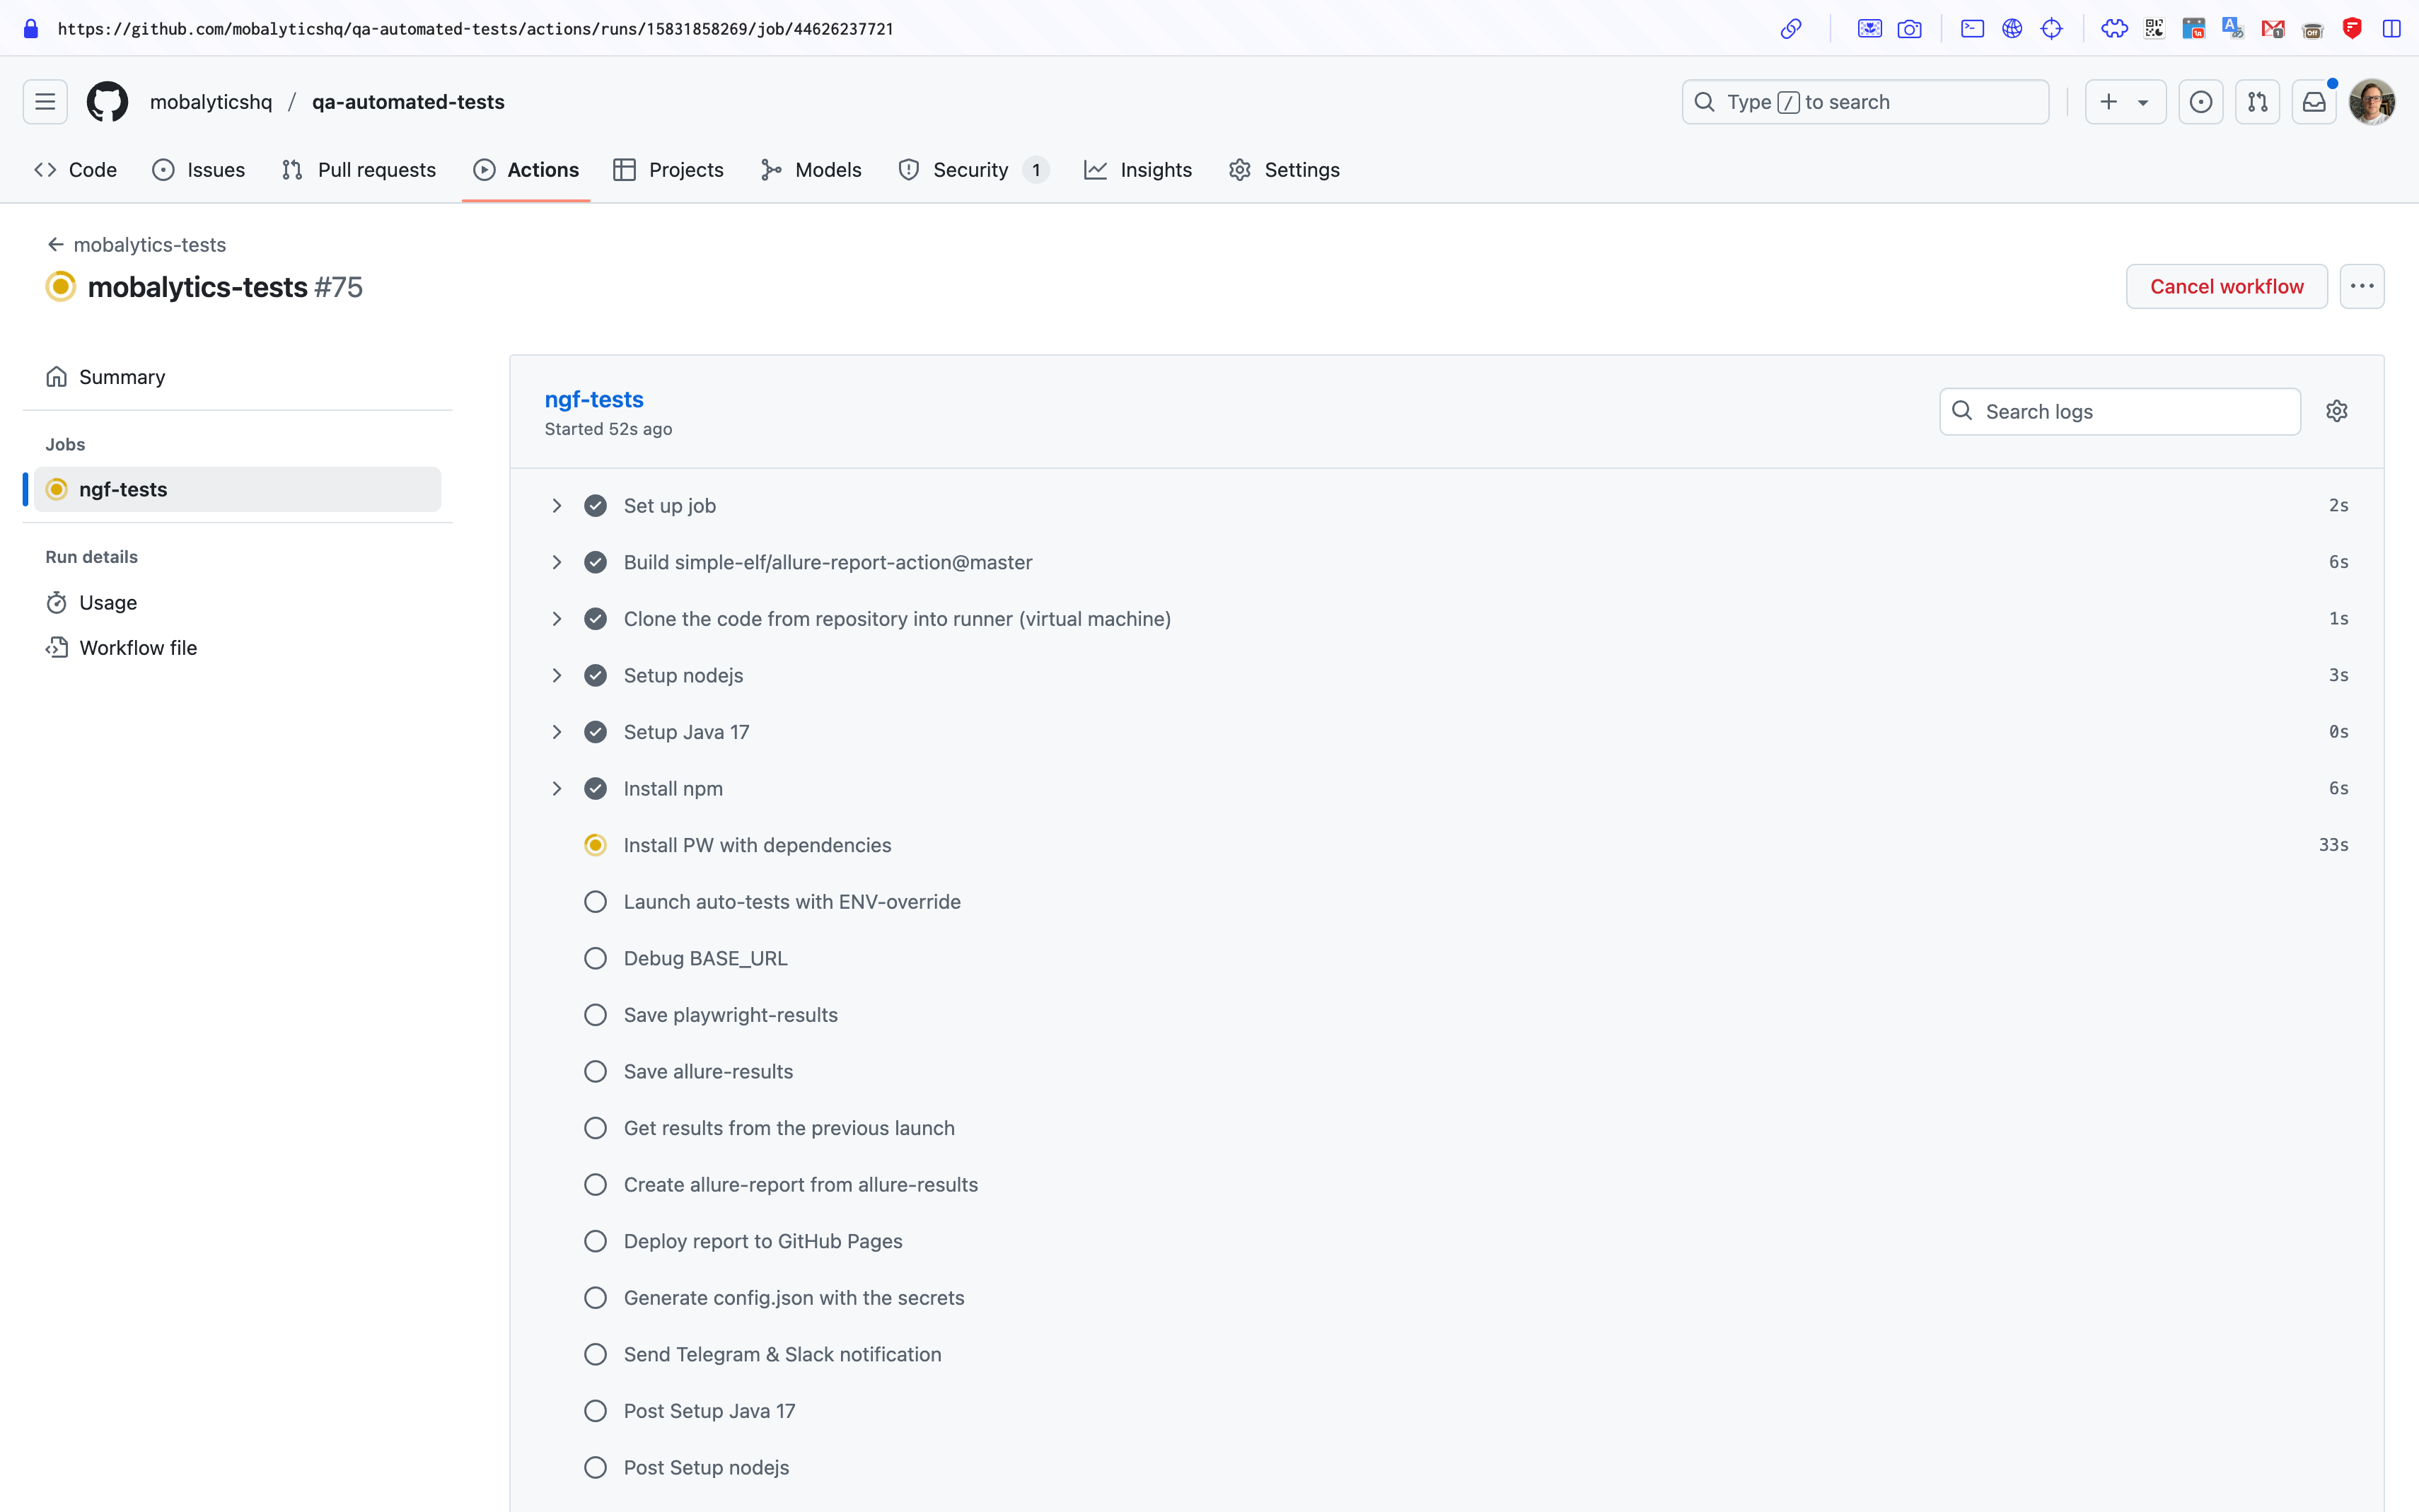 https://github.com/mobalyticshq/qa-automated-tests/actions/runs/15831858269/job/44626237721
mobalyticshq / qa-automated-tests
Type / to search
Code Issues Pull requests Actions Projects Models Security 1 Insights Settings
mobalytics-tests
mobalytics-tests #75
Cancel workflow
Summary
Jobs
ngf-tests
Run details
Usage
Workflow file
ngf-tests
Started 52s ago
Search logs
Set up job 2s
Build simple-elf/allure-report-action@master 6s
Clone the code from repository into runner (virtual machine) 1s
Setup nodejs 3s
Setup Java 17 0s
Install npm 6s
Install PW with dependencies 33s
Launch auto-tests with ENV-override
Debug BASE_URL
Save playwright-results
Save allure-results
Get results from the previous launch
Create allure-report from allure-results
Deploy report to GitHub Pages
Generate config.json with the secrets
Send Telegram & Slack notification
Post Setup Java 17
Post Setup nodejs